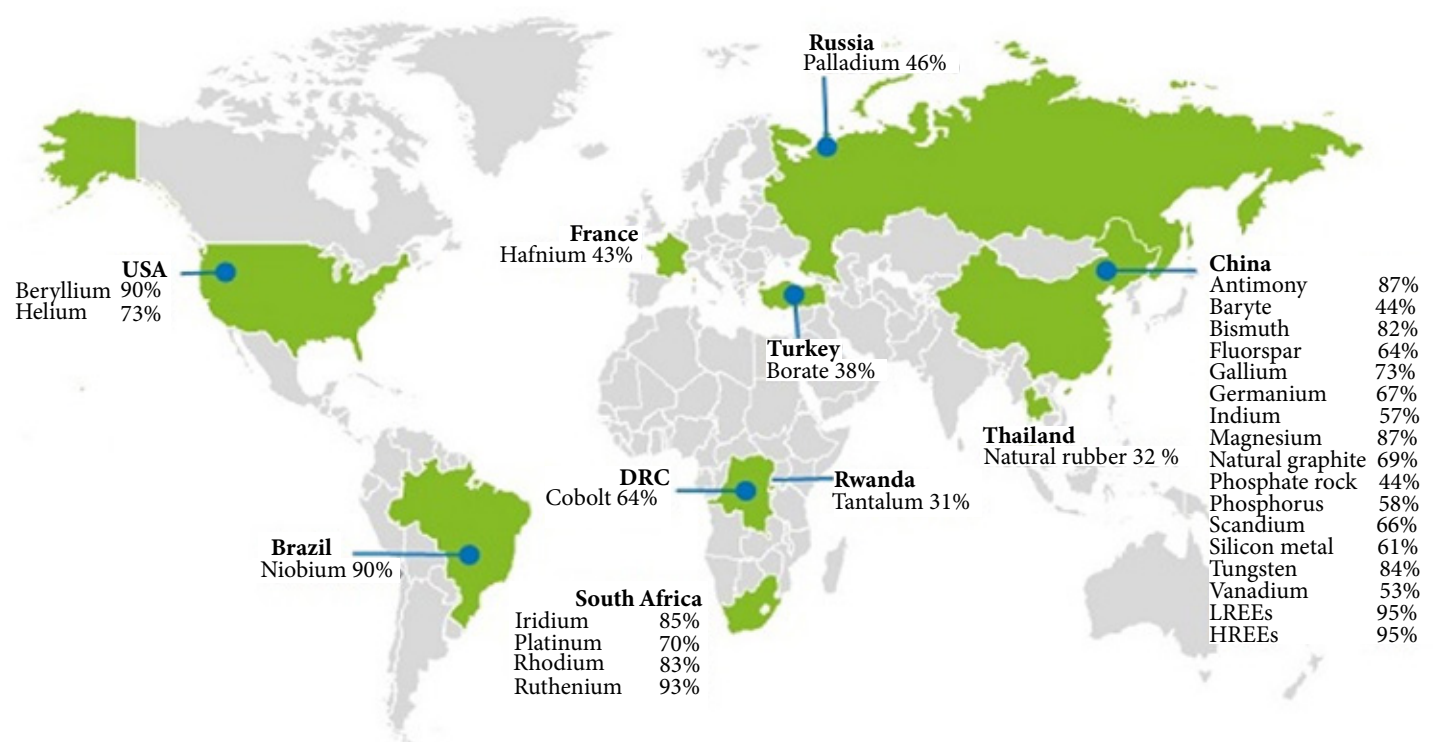 Russia
Palladium 46%
France
Hafnium 43%
USA
Beryllium 90%
Helium 73%
China
Antimony 87%
Baryte 44%
Bismuth 82%
Fluorspar 64%
Gallium 73%
Germanium 67%
Indium 57%
Magnesium 87%
Natural graphite 69%
Phosphate rock 44%
Phosphorus 58%
Scandium 66%
Silicon metal 61%
Tungsten 84%
Vanadium 53%
LREEs 95%
HREEs 95%
Turkey
Borate 38%
Thailand
Natural rubber 32 %
DRC
Cobolt 64%
Rwanda
Tantalum 31%
Brazil
Niobium 90%
South Africa
Iridium 85%
Platinum 70%
Rhodium 83%
Ruthenium 93%